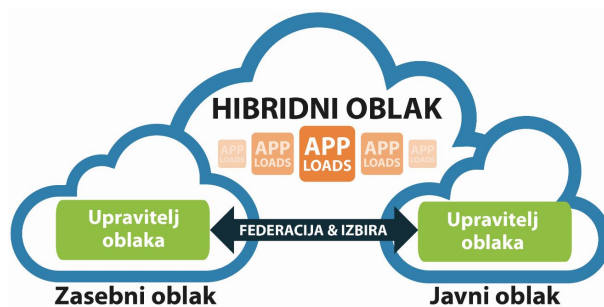 HIBRIDNI OBLAK
APP LOADS
APP LOADS
APP LOADS
APP LOADS
APP LOADS
Upravitelj oblaka
FEDERACIJA & IZBIRA
Upravitelj oblaka
Zasebni oblak
Javni oblak